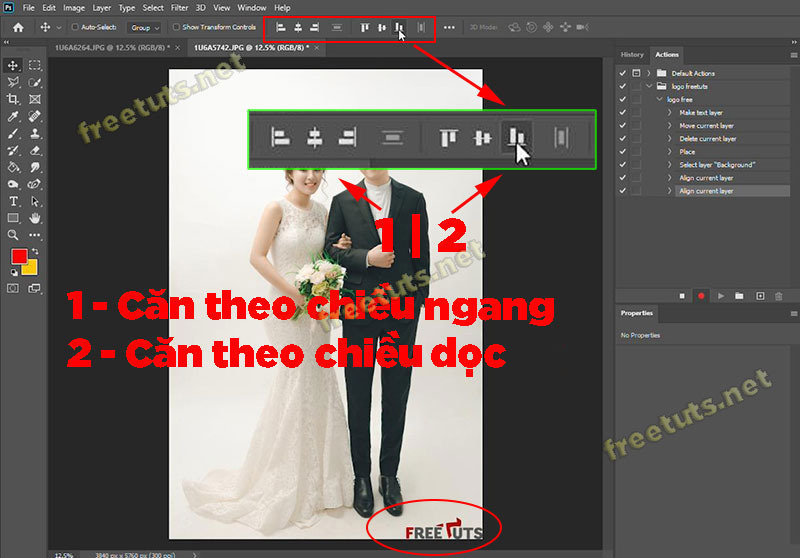 Ps File Edit Image Layer Type Select Filter 3D View Window Help
Auto-Select: Group Show Transform Controls 3D Mode:
1U6A6264.JPG @ 12.5% (RGB/8) * × 1U6A5742.JPG @ 12.5% (RGB/8) * ×
History Actions
Default Actions
logo freetuts
logo free
Make text layer
Move current layer
Delete current layer
Place
Select layer "Background"
Align current layer
Align current layer
freetuts.net
1 | 2
freetuts.net
1 - Căn theo chiều ngang
2 - Căn theo chiều dọc
Properties
No Properties
freetuts.net
FREETUTS
12.5% 3840 px x 5760 px (300 ppi)